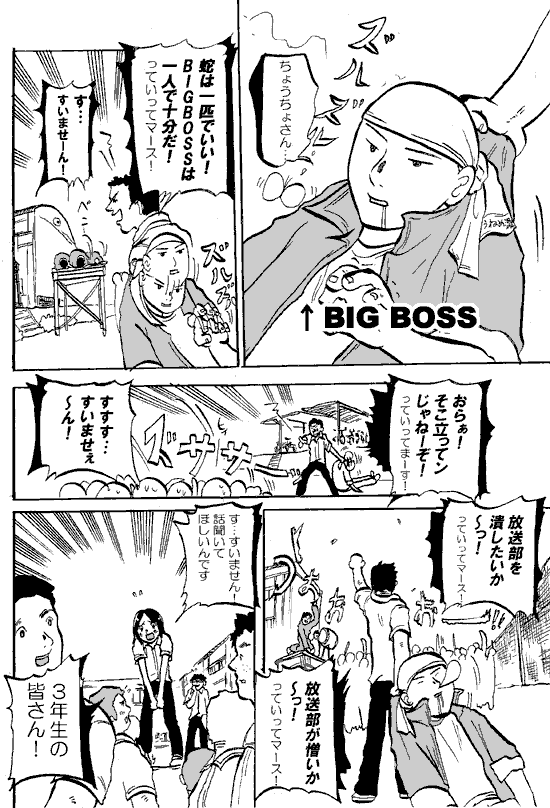 ズルズル
ちょうちょさん…
↑BIG BOSS
蛇は一匹でいい！
BIGBOSSは
一人で十分だ！
っていってマース！
す…
すいませーん！
ズルズル
おらぁ！
そこ立ってン
じゃねーぞ！
っていってまーす！
ズササー
すすす…
すいませぇ
～ん！
放送部を
潰したいか
～っ！
っていってマース！
放送部が憎いか
～っ！
っていってマース！
す…すいません！
話聞いて
ほしいんです
3年生の
皆さん！